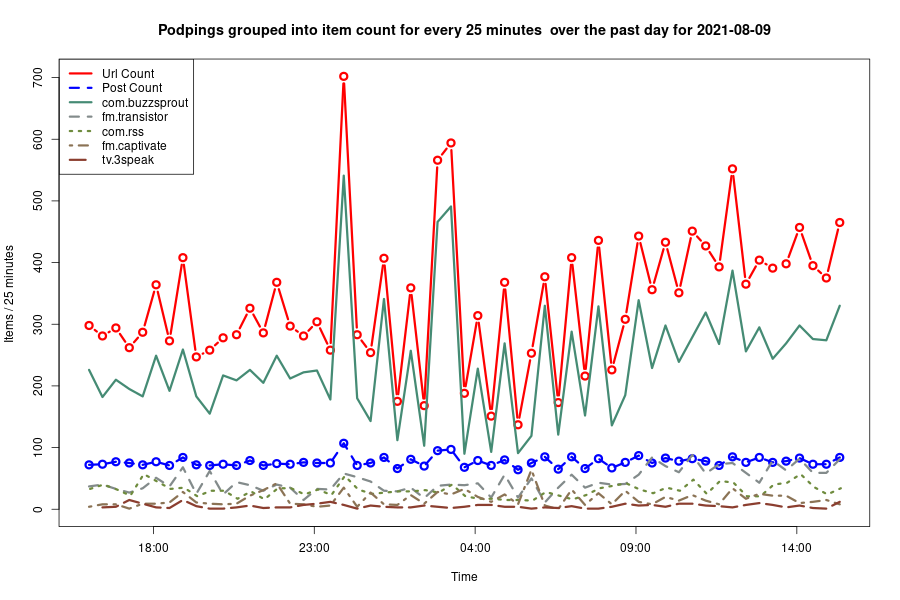 Podpings grouped into item count for every 25 minutes  over the past day for 2021-08-09
Url Count
Post Count
com.buzzsprout
fm.transistor
com.rss
fm.captivate
tv.3speak
Items / 25 minutes
700
600
500
400
300
200
100
0
18:00
23:00
04:00
09:00
14:00
Time